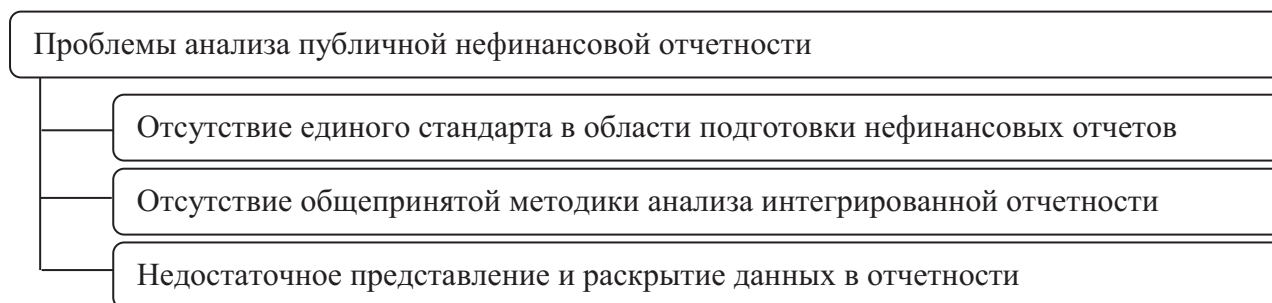 Проблемы анализа публичной нефинансовой отчетности
Отсутствие единого стандарта в области подготовки нефинансовых отчетов
Отсутствие общепринятой методики анализа интегрированной отчетности
Недостаточное представление и раскрытие данных в отчетности